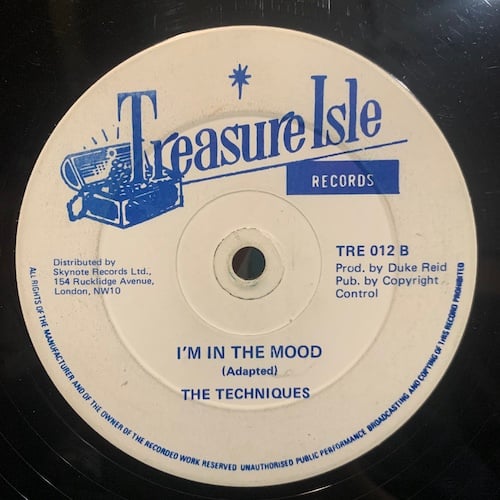 Treasure Isle
RECORDS
TRE 012 B
Prod. by Duke Reid
Pub. by Copyright
Control
Distributed by
Skynote Records Ltd.,
154 Rucklidge Avenue,
London, NW10
I'M IN THE MOOD
(Adapted)
THE TECHNIQUES
ALL RIGHTS OF THE MANUFACTURER AND OF THE OWNER OF THE RECORDED WORK RESERVED UNAUTHORISED PUBLIC PERFORMANCE BROADCASTING AND COPYING OF THIS RECORD PROHIBITED